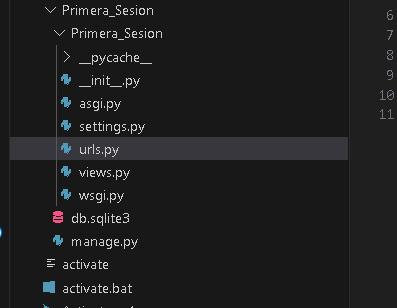 Primera_Sesion
Primera_Sesion
__pycache__
__init__.py
asgi.py
settings.py
urls.py
views.py
wsgi.py
db.sqlite3
manage.py
activate
activate.bat
6
7
8
9
10
11